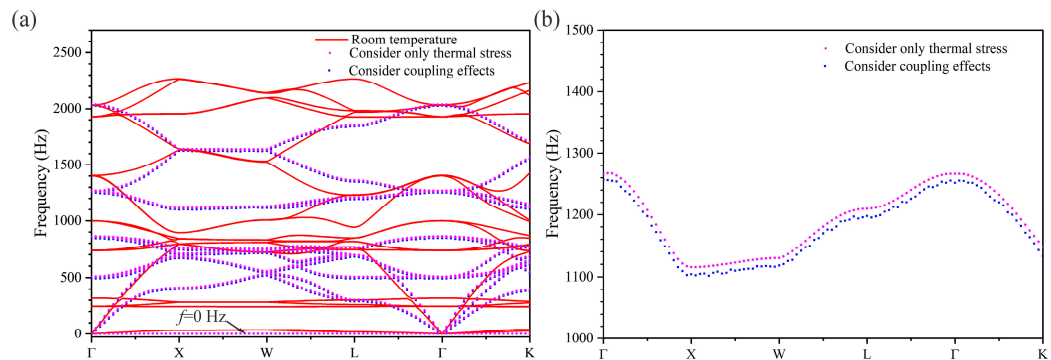 (a)
2500
2000
1500
1000
500
0
Frequency (Hz)
Room temperature
Consider only thermal stress
Consider coupling effects
f=0 Hz
Γ X W L Γ K
(b)
1500
1400
1300
1200
1100
1000
Frequency (Hz)
Consider only thermal stress
Consider coupling effects
Γ X W L Γ K